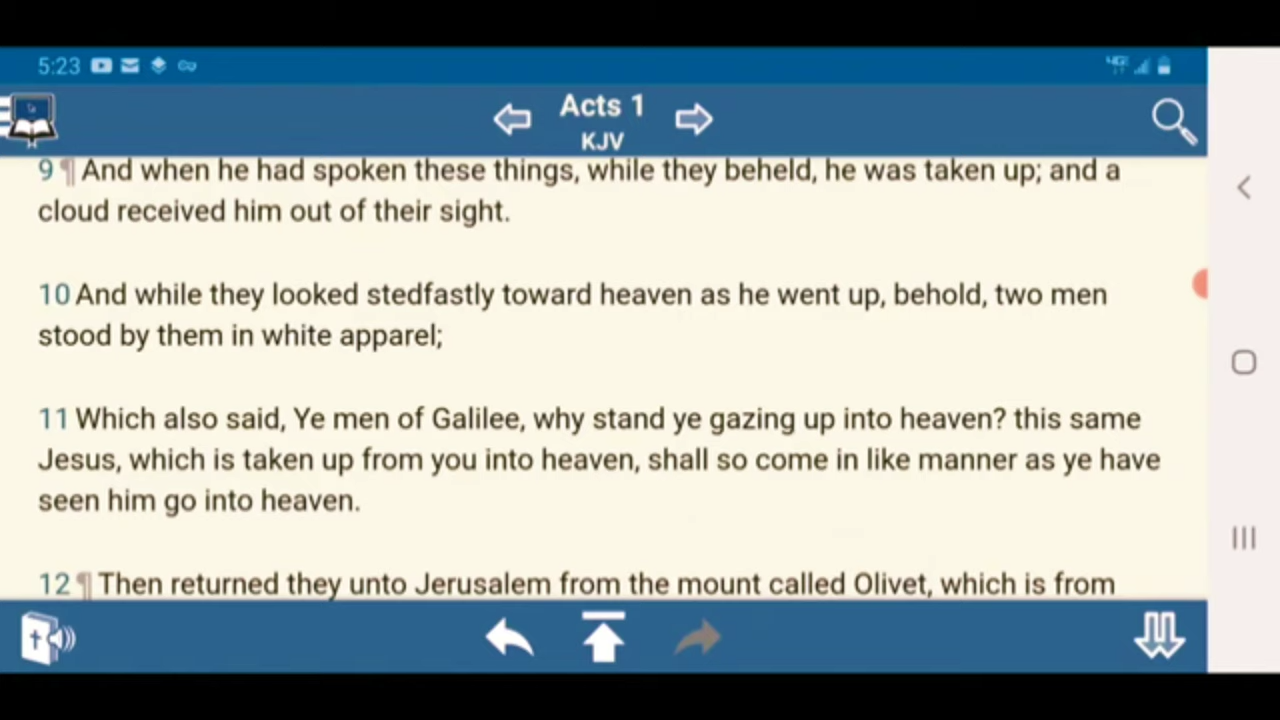 5:23
Acts 1
KJV
9 ¶ And when he had spoken these things, while they beheld, he was taken up; and a
cloud received him out of their sight.
10 And while they looked stedfastly toward heaven as he went up, behold, two men
stood by them in white apparel;
11 Which also said, Ye men of Galilee, why stand ye gazing up into heaven? this same
Jesus, which is taken up from you into heaven, shall so come in like manner as ye have
seen him go into heaven.
12 ¶ Then returned they unto Jerusalem from the mount called Olivet, which is from